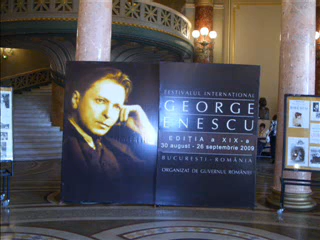 FESTIVALUL INTERNAȚIONAL
GEORGE
ENESCU
EDIȚIA a XIX-a
30 august - 26 septembrie 2009
BUCUREȘTI - ROMÂNIA
ORGANIZAT DE GUVERNUL ROMÂNIEI